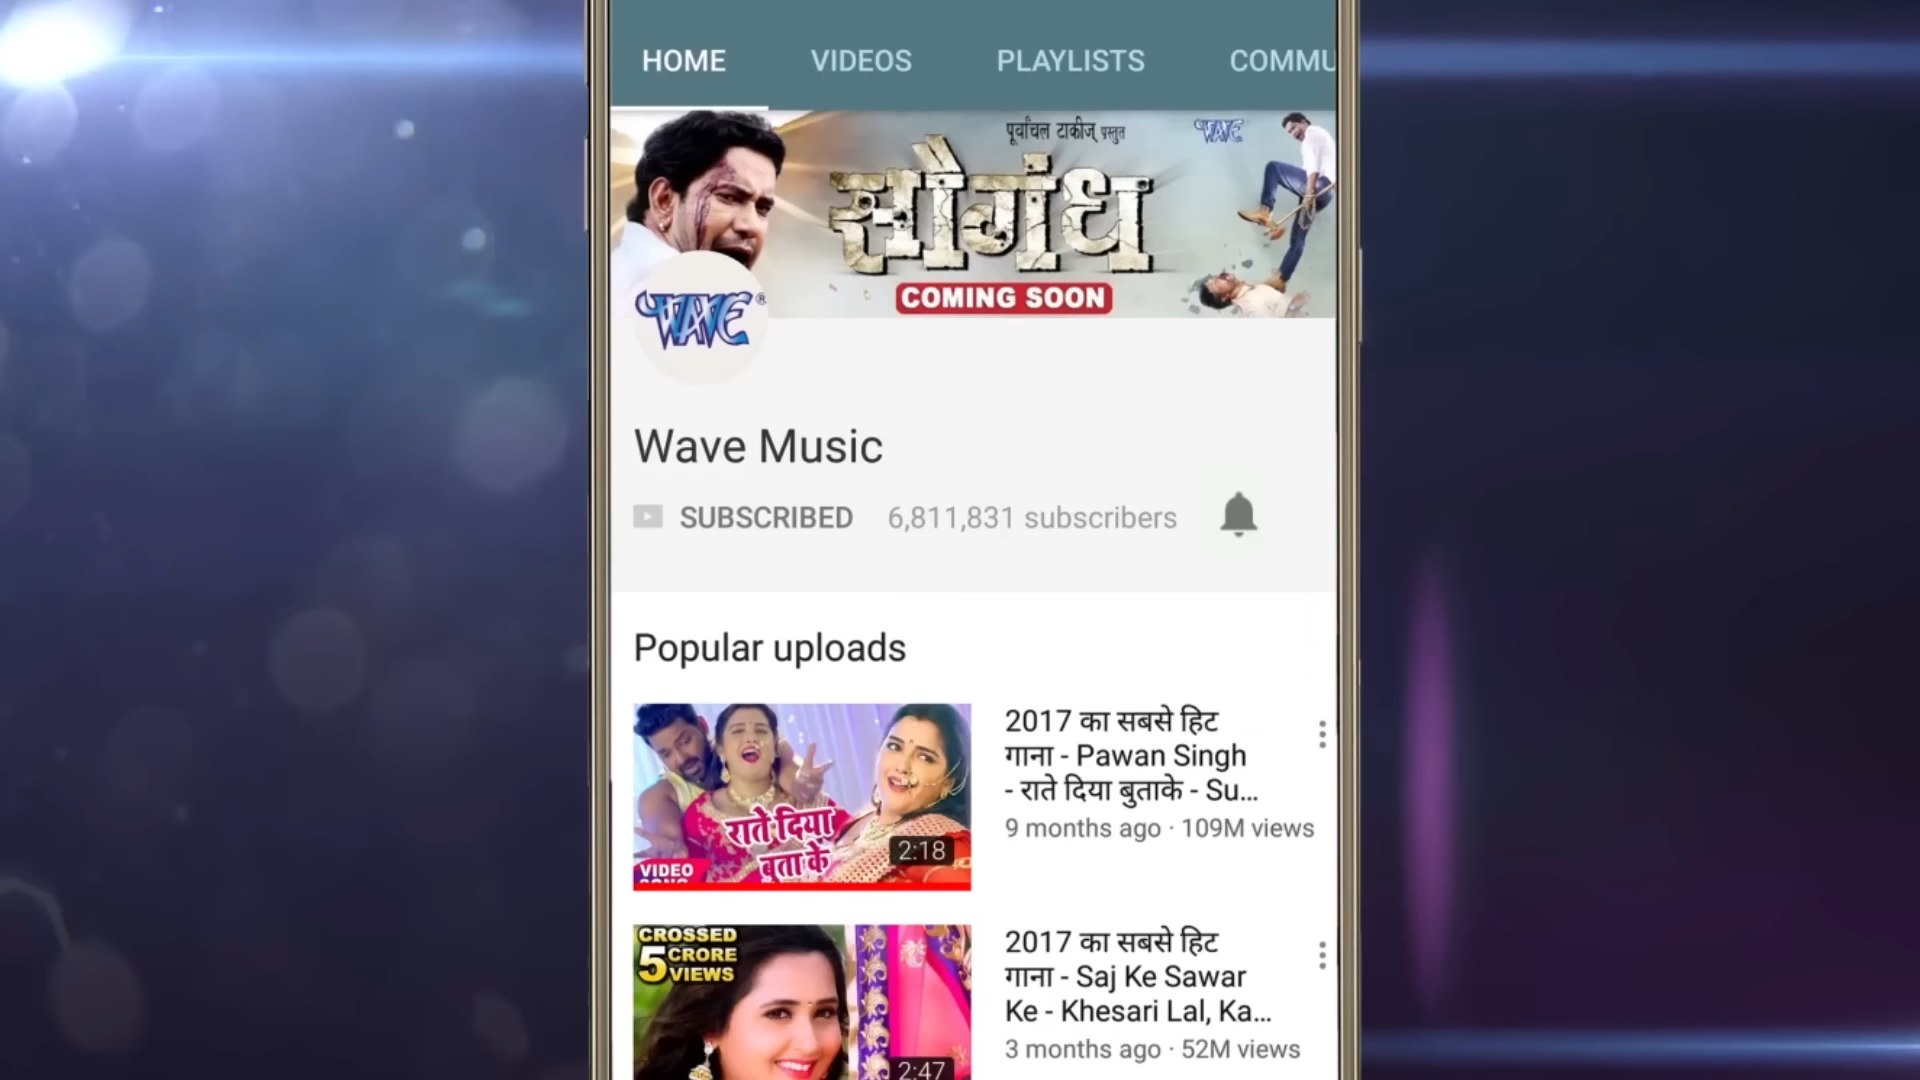 HOME VIDEOS PLAYLISTS COMMU
पूर्वांचल टाकीज् प्रस्तुत
WAVE
सौगंध
COMING SOON
WAVE ®
Wave Music
SUBSCRIBED 6,811,831 subscribers
Popular uploads
राते दिया
बुता के
VIDEO
SONG
2:18
2017 का सबसे हिट
गाना - Pawan Singh
- राते दिया बुताके - Su...
9 months ago · 109M views
CROSSED
5 CRORE
VIEWS
2:47
2017 का सबसे हिट
गाना - Saj Ke Sawar
Ke - Khesari Lal, Ka...
3 months ago · 52M views